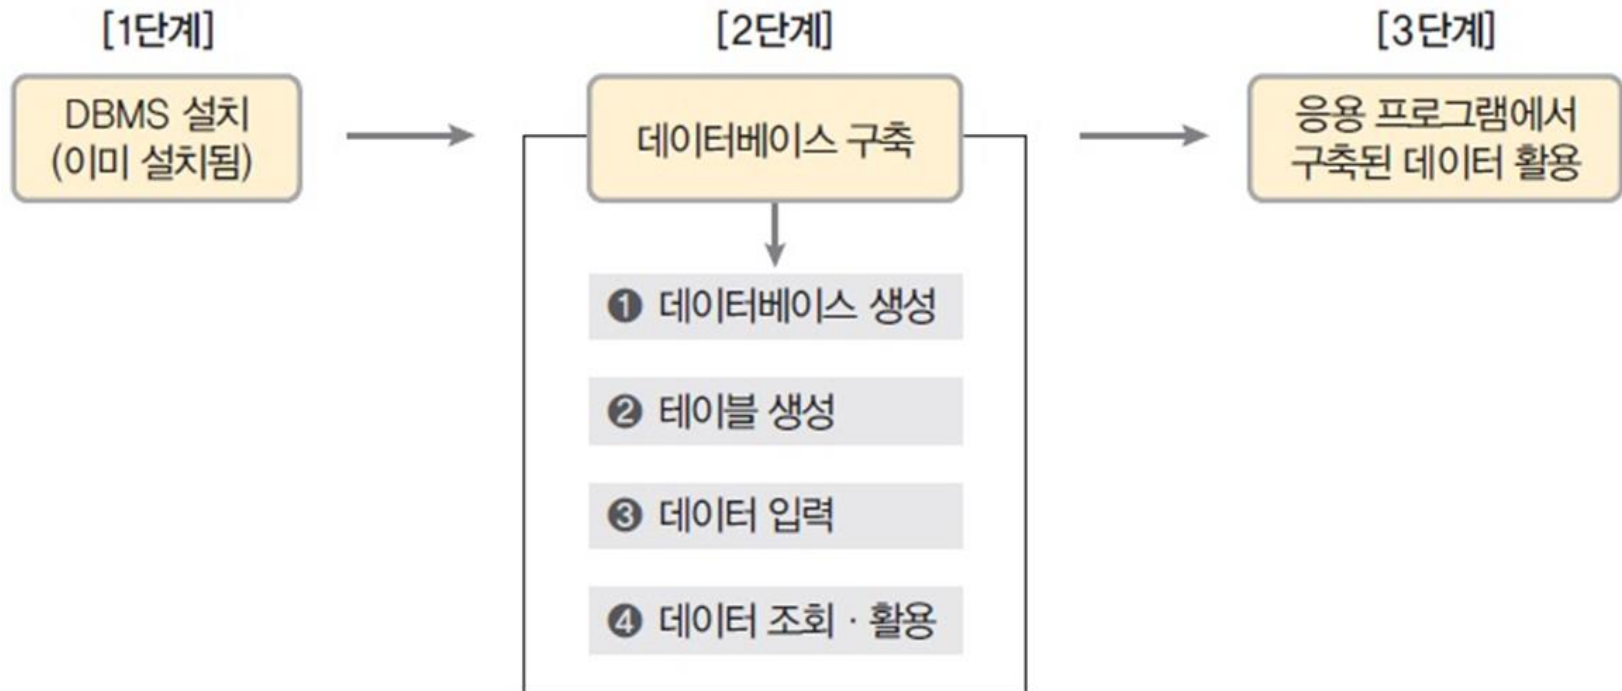 [1단계]
DBMS 설치
(이미 설치됨)
[2단계]
데이터베이스 구축
❶ 데이터베이스 생성
❷ 테이블 생성
❸ 데이터 입력
❹ 데이터 조회 · 활용
[3단계]
응용 프로그램에서
구축된 데이터 활용